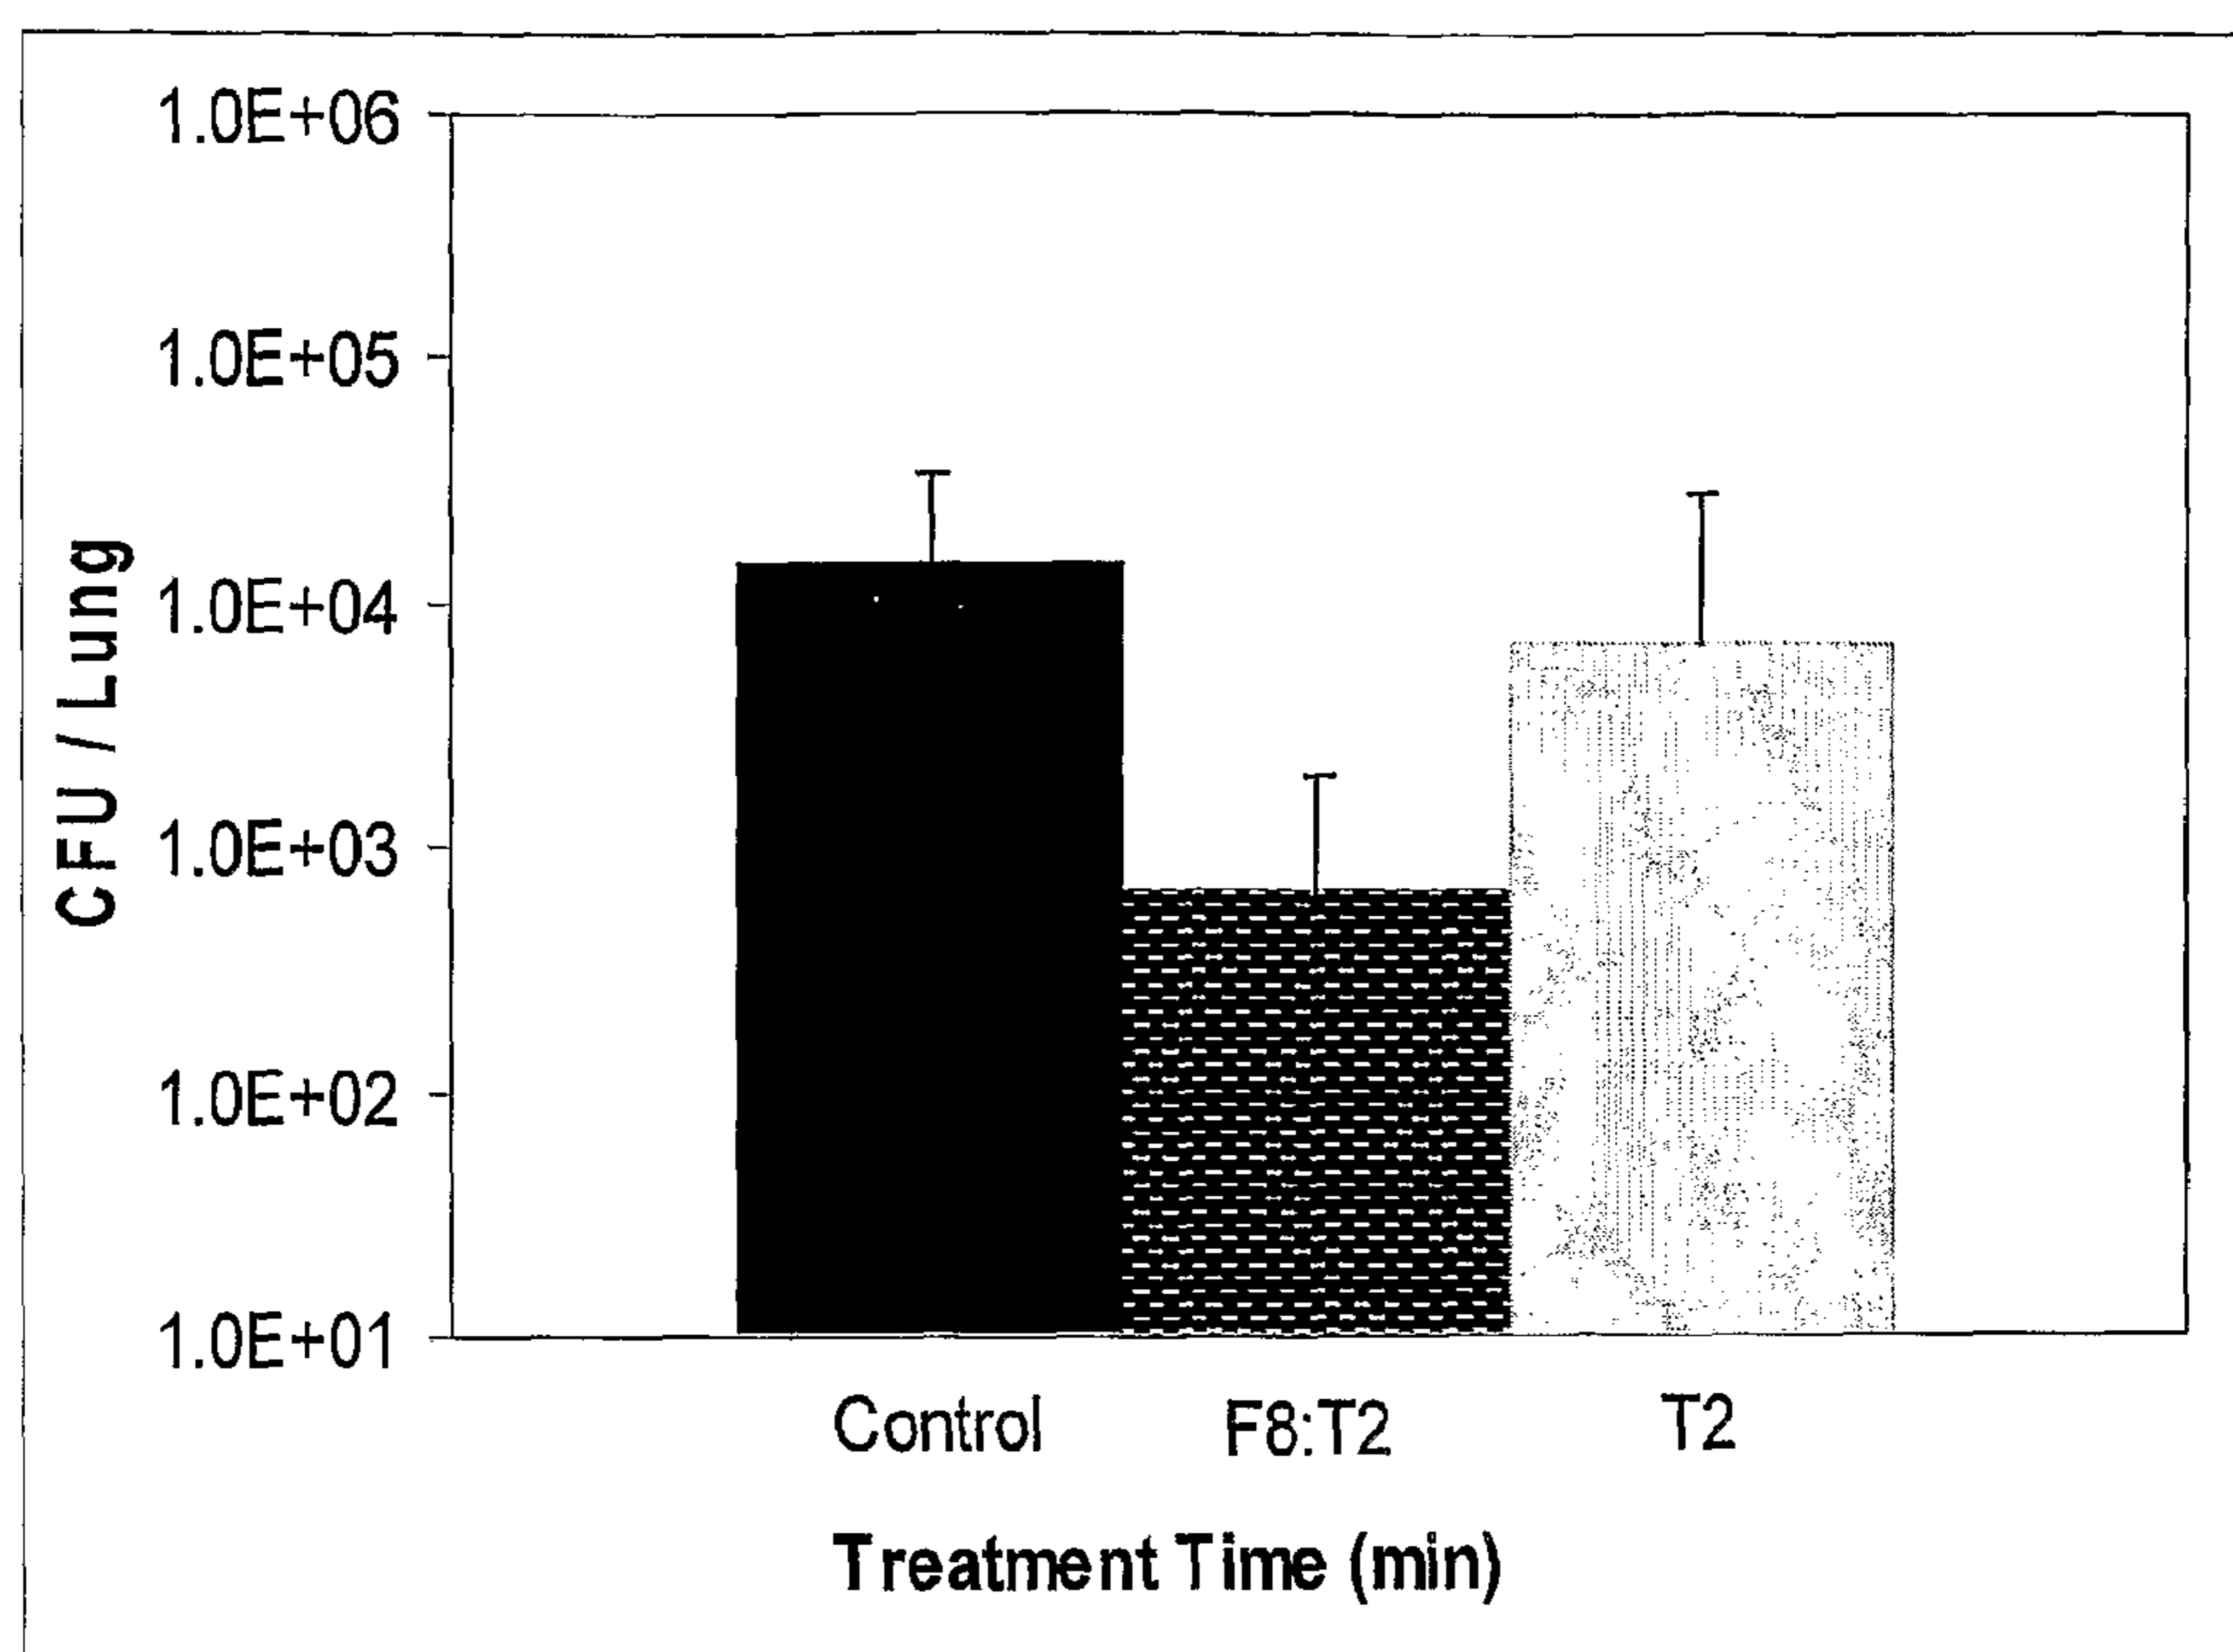 1.0E+06
1.0E+05
1.0E+04
1.0E+03
1.0E+02
1.0E+01
CFU / Lung
Control F8:T2 T2
Treatment Time (min)